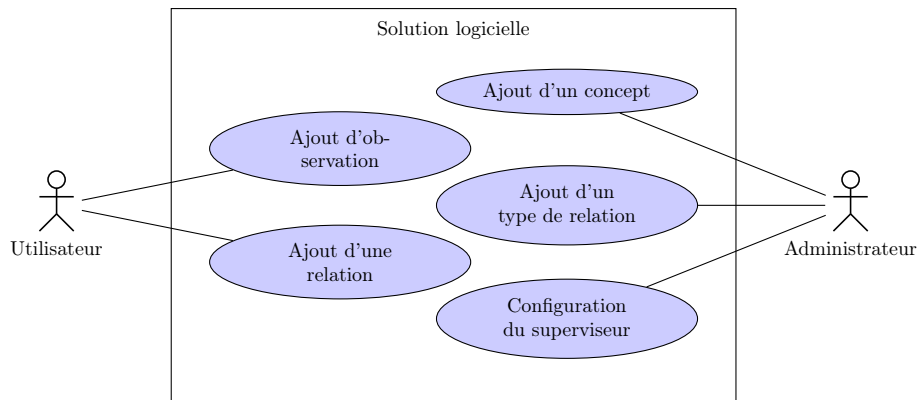 Solution logicielle
Ajout d'un concept
Ajout d'ob-
servation
Ajout d'un
type de relation
Utilisateur
Administrateur
Ajout d'une
relation
Configuration
du superviseur